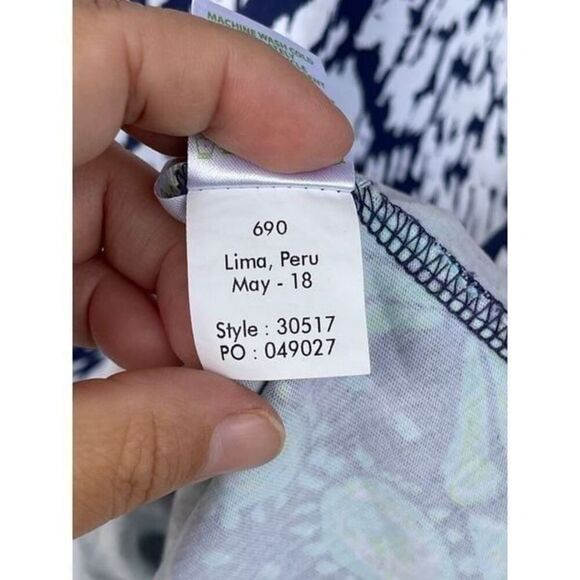 MACHINE WASH COLD
690
Lima, Peru
May - 18
Style : 30517
PO : 049027